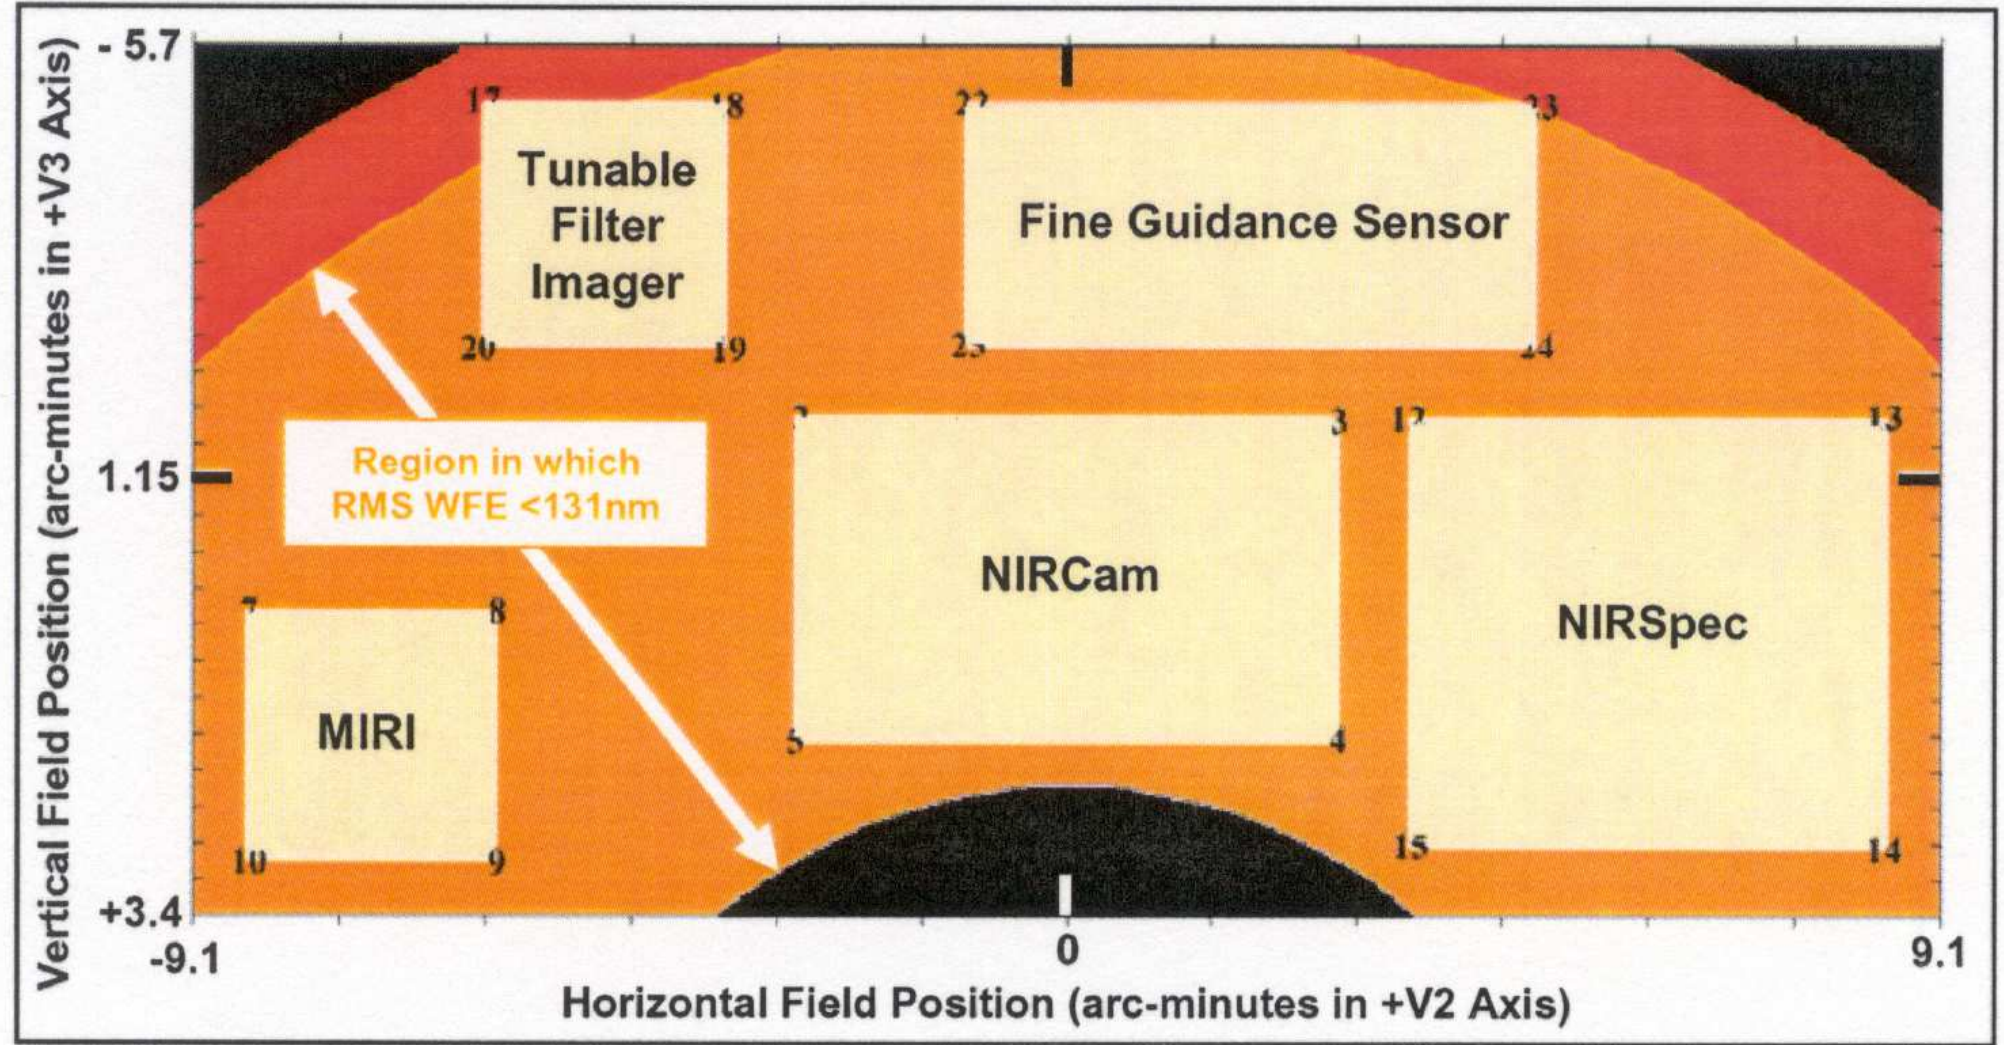 Vertical Field Position (arc-minutes in +V3 Axis)
- 5.7
1.15
+3.4
17
18
22
23
Tunable
Filter
Imager
Fine Guidance Sensor
20
19
24
3
12
13
Region in which
RMS WFE <131nm
NIRCam
NIRSpec
7
8
MIRI
5
4
10
9
15
14
-9.1
0
9.1
Horizontal Field Position (arc-minutes in +V2 Axis)